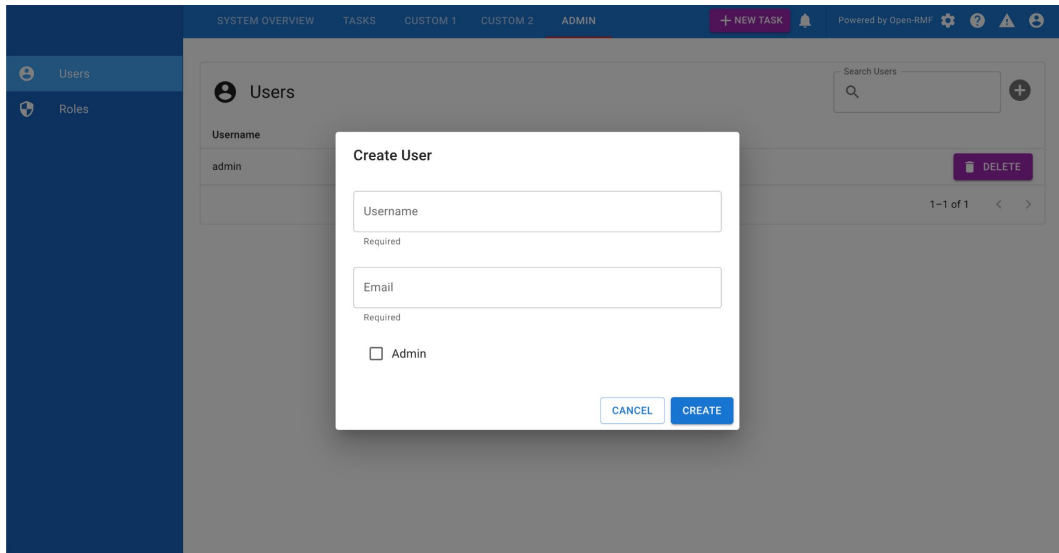 SYSTEM OVERVIEW TASKS CUSTOM 1 CUSTOM 2 ADMIN + NEW TASK Powered by Open-RMF
Users
Roles
Users
Search Users
Username
admin
DELETE
1–1 of 1
Create User
Username
Required
Email
Required
Admin
CANCEL CREATE